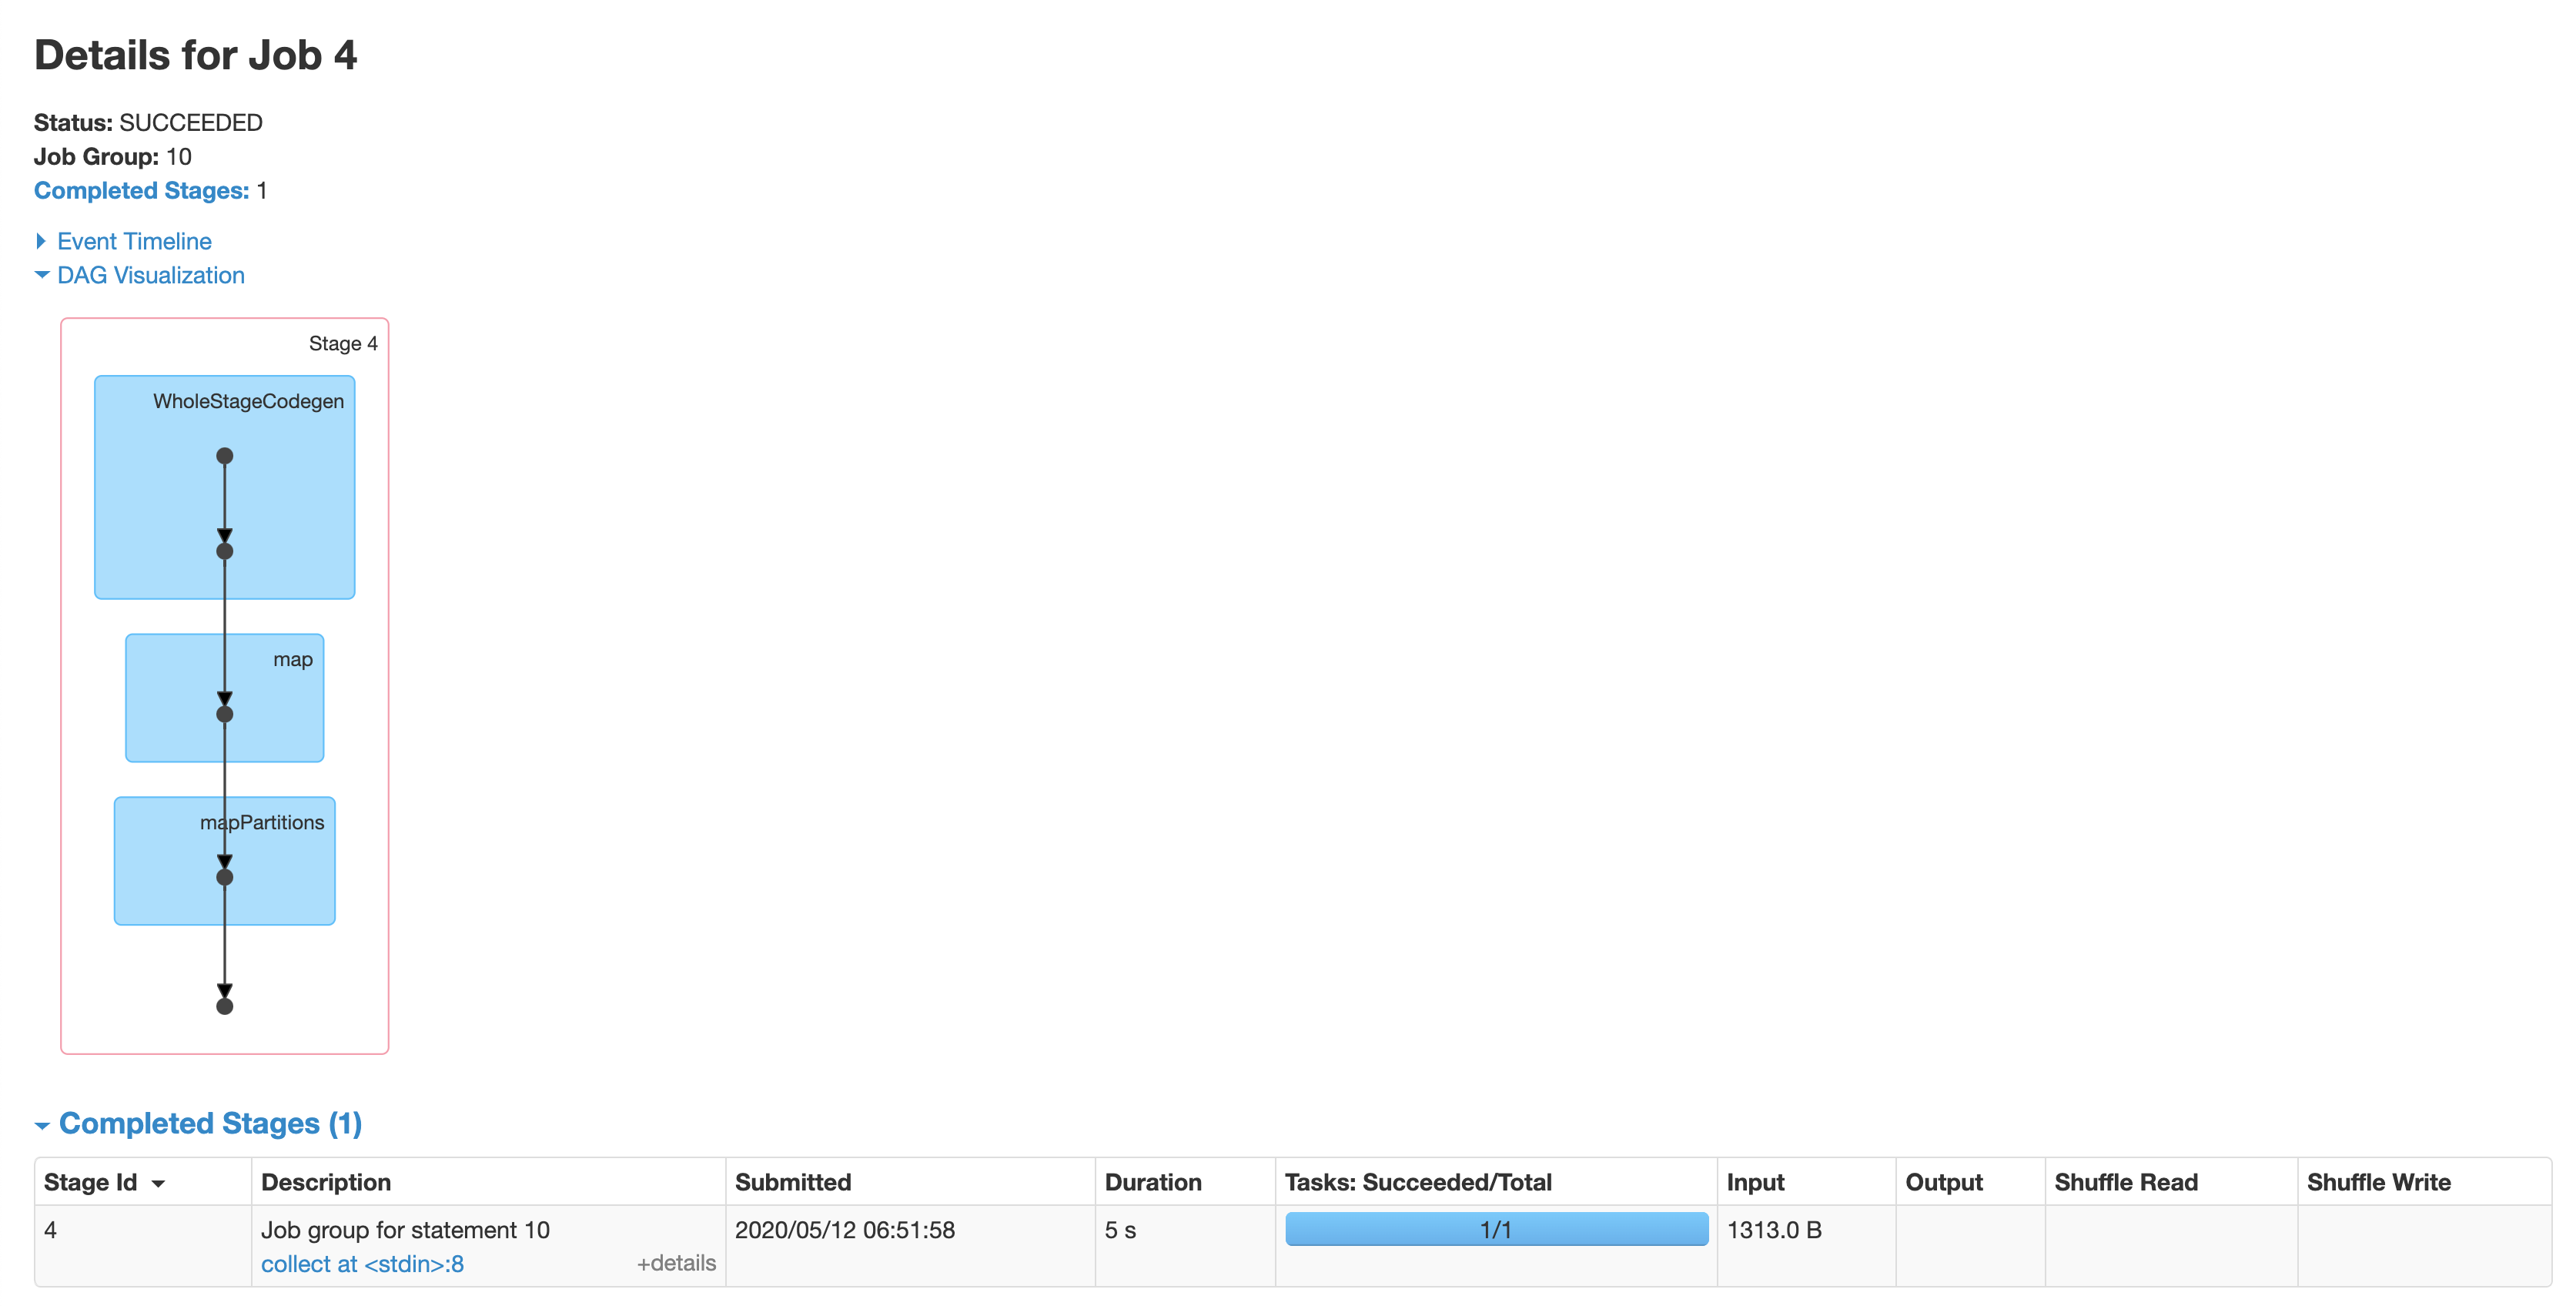 Details for Job 4
Status: SUCCEEDED
Job Group: 10
Completed Stages: 1
Event Timeline
DAG Visualization
Stage 4
WholeStageCodegen
map
mapPartitions
Completed Stages (1)
Stage Id Description Submitted Duration Tasks: Succeeded/Total Input Output Shuffle Read Shuffle Write
4 Job group for statement 10 2020/05/12 06:51:58 5 s 1/1 1313.0 B
collect at <stdin>:8 +details